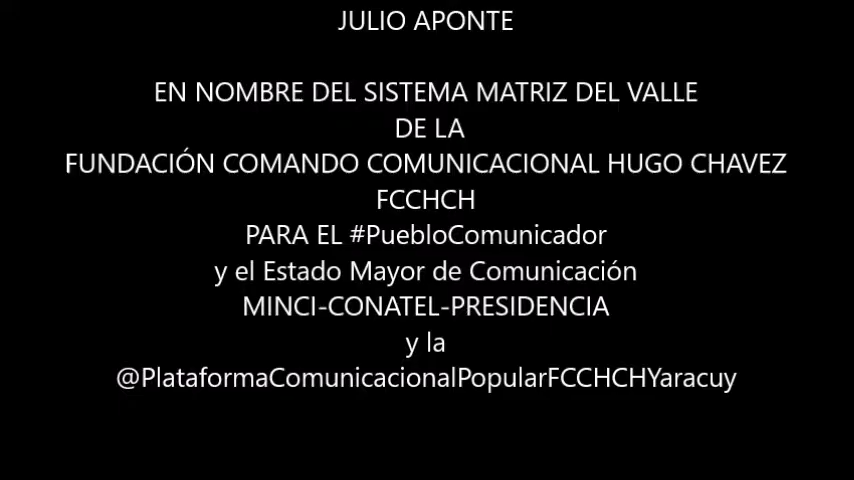 JULIO APONTE
EN NOMBRE DEL SISTEMA MATRIZ DEL VALLE
DE LA
FUNDACIÓN COMANDO COMUNICACIONAL HUGO CHAVEZ
FCCHCH
PARA EL #PuebloComunicador
y el Estado Mayor de Comunicación
MINCI-CONATEL-PRESIDENCIA
y la
@PlataformaComunicacionalPopularFCCHCHYaracuy